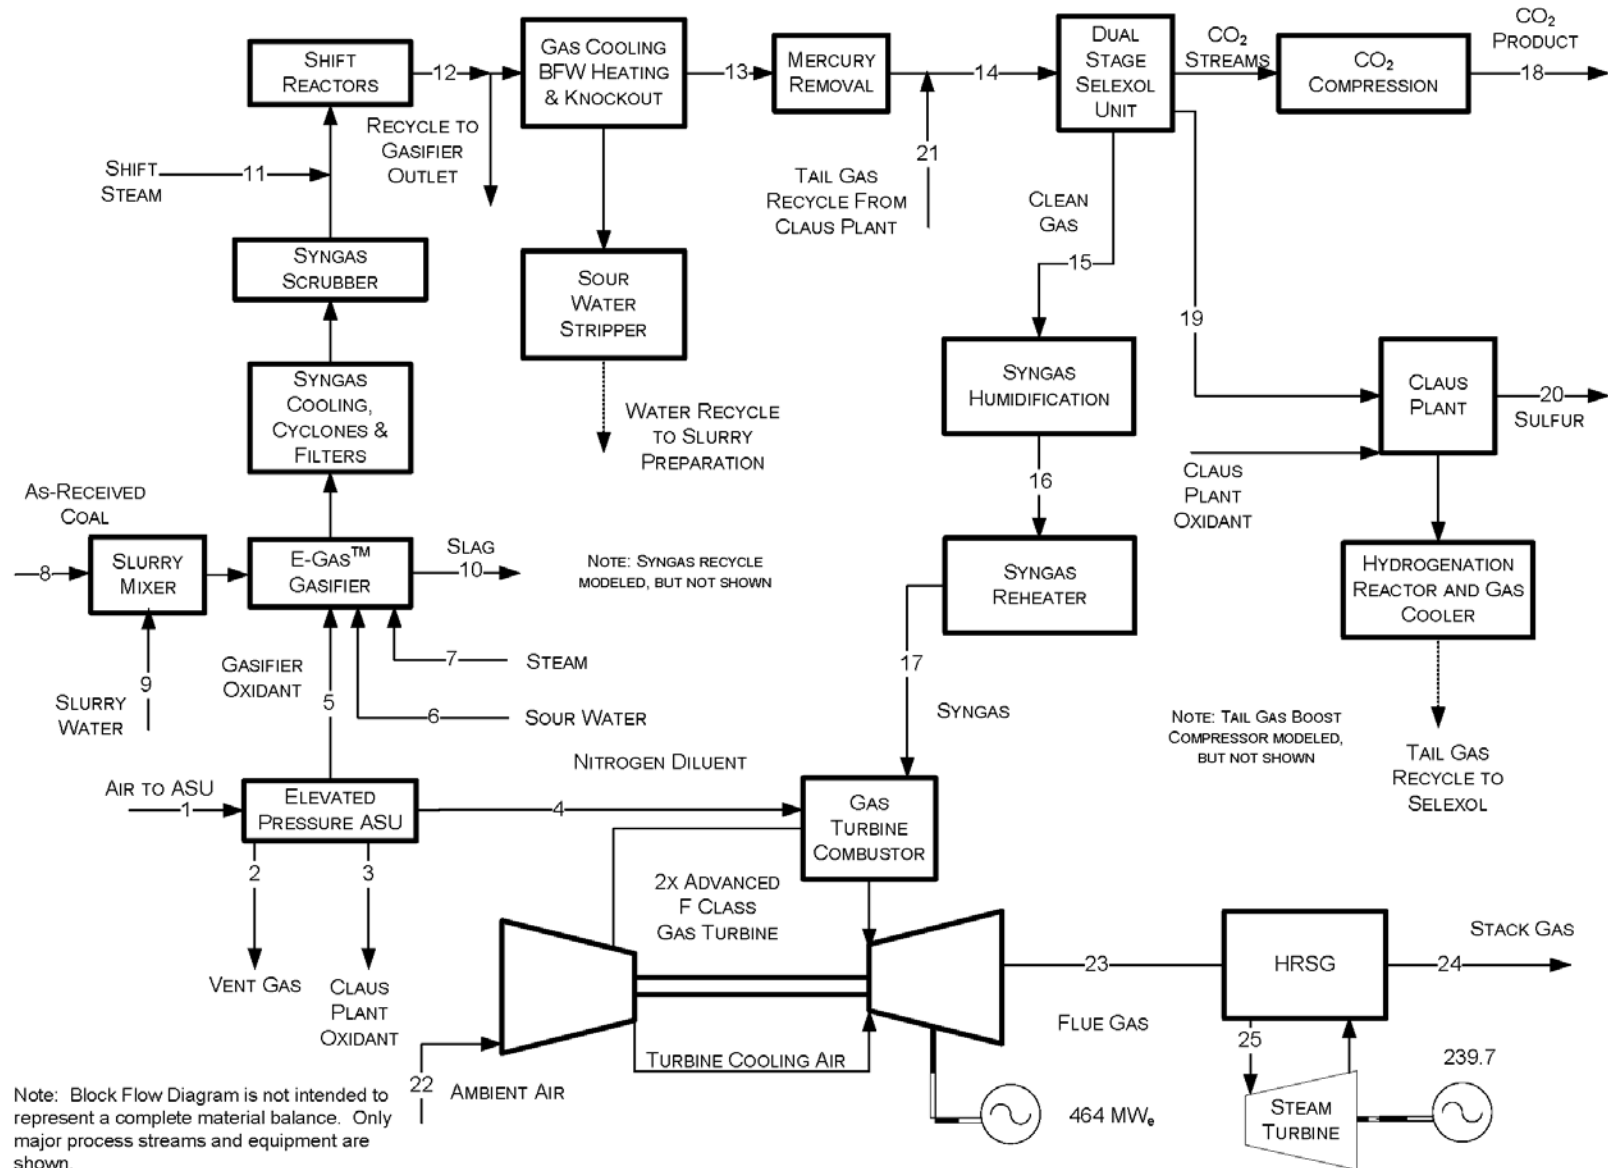 SHIFT
REACTORS
12
GAS COOLING
BFW HEATING
& KNOCKOUT
13
MERCURY
REMOVAL
14
DUAL
STAGE
SELEXOL
UNIT
CO2
STREAMS
CO2
COMPRESSION
CO2
PRODUCT
18
RECYCLE TO
GASIFIER
OUTLET
SHIFT
STEAM
11
21
TAIL GAS
RECYCLE FROM
CLAUS PLANT
CLEAN
GAS
15
SYNGAS
SCRUBBER
SOUR
WATER
STRIPPER
19
SYNGAS
COOLING,
CYCLONES &
FILTERS
SYNGAS
HUMIDIFICATION
CLAUS
PLANT
20
SULFUR
WATER RECYCLE
TO SLURRY
PREPARATION
16
CLAUS
PLANT
OXIDANT
AS-RECEIVED
COAL
8
SLURRY
MIXER
E-GAS™
GASIFIER
SLAG
10
NOTE: SYNGAS RECYCLE
MODELED, BUT NOT SHOWN
SYNGAS
REHEATER
HYDROGENATION
REACTOR AND GAS
COOLER
9
SLURRY
WATER
GASIFIER
OXIDANT
5
7
STEAM
6
SOUR WATER
17
SYNGAS
NOTE: TAIL GAS BOOST
COMPRESSOR MODELED,
BUT NOT SHOWN
TAIL GAS
RECYCLE TO
SELEXOL
AIR TO ASU
1
ELEVATED
PRESSURE ASU
NITROGEN DILUENT
4
GAS
TURBINE
COMBUSTOR
2
3
VENT GAS
CLAUS
PLANT
OXIDANT
2X ADVANCED
F CLASS
GAS TURBINE
23
FLUE GAS
HRSG
STACK GAS
24
TURBINE COOLING AIR
22
AMBIENT AIR
464 MWe
25
STEAM
TURBINE
239.7
Note: Block Flow Diagram is not intended to
represent a complete material balance. Only
major process streams and equipment are
shown.